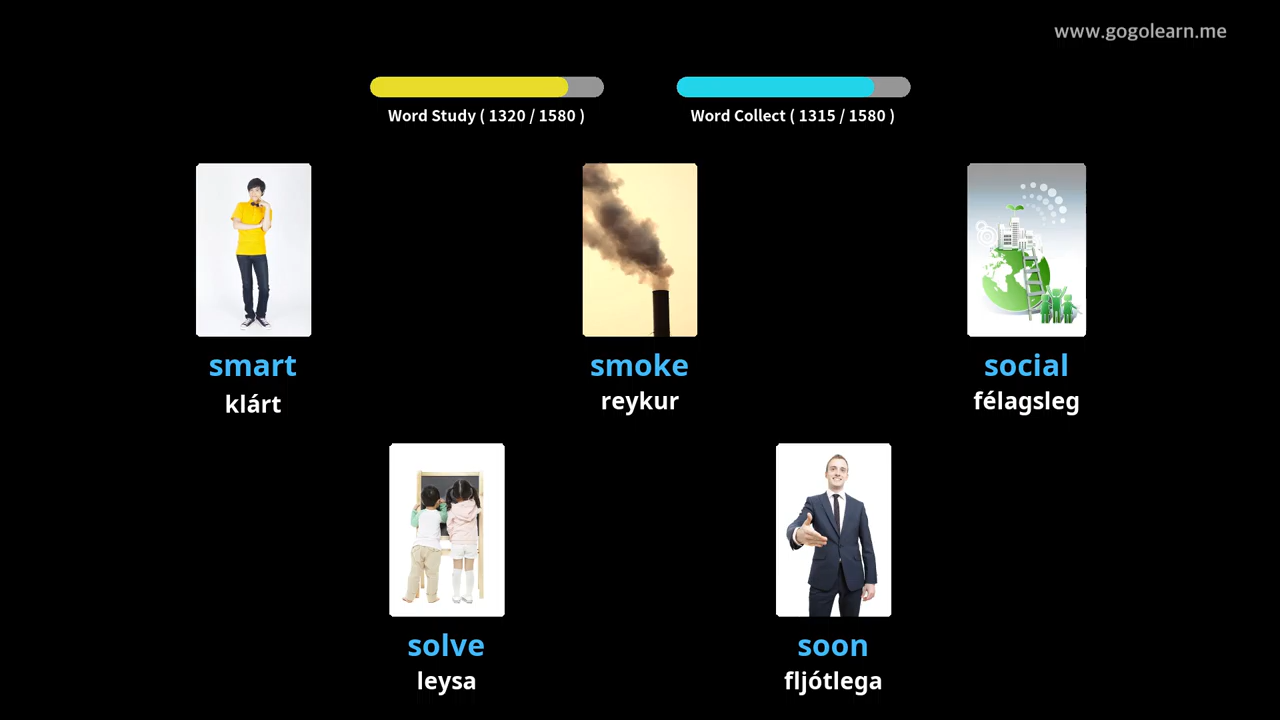 www.gogolearn.me
Word Study ( 1320 / 1580 )
Word Collect ( 1315 / 1580 )
smart
klárt
smoke
reykur
social
félagsleg
solve
leysa
soon
fljótlega